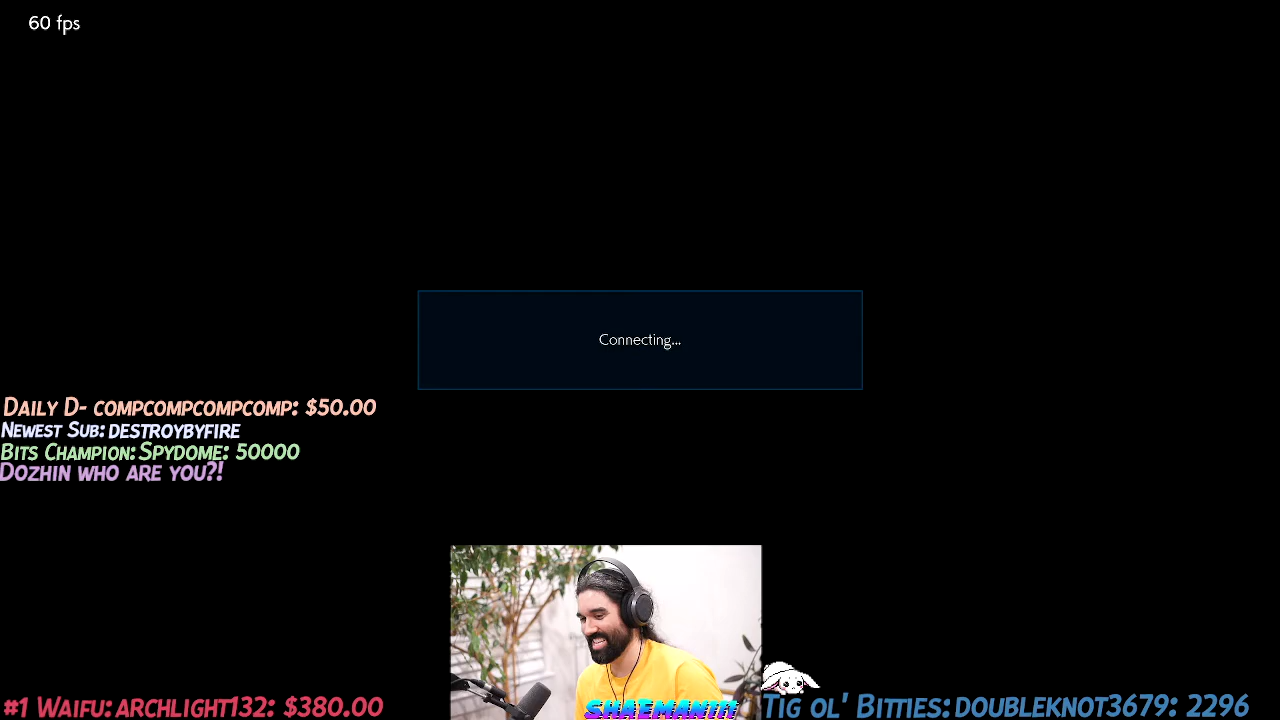 60 fps
Connecting...
Daily D- compcompcompcomp: $50.00
Newest Sub: destroybyfire
Bits Champion: Spydome: 50000
Dozhin who are you?!
#1 Waifu: archlight132: $380.00
Tig ol' Bitties: doubleknot3679: 2296